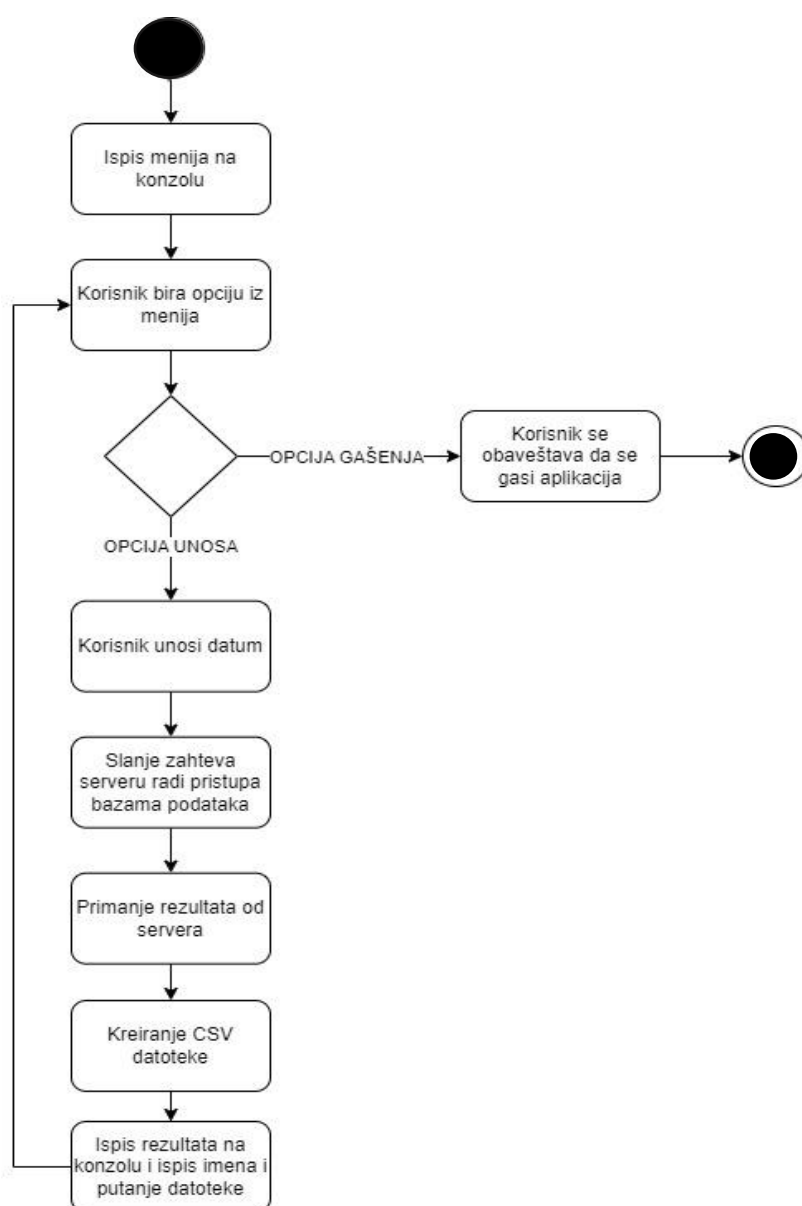 Ispis menija na
konzolu
Korisnik bira opciju iz
menija
OPCIJA GAŠENJA
Korisnik se
obaveštava da se
gasi aplikacija
OPCIJA UNOSA
Korisnik unosi datum
Slanje zahteva
serveru radi pristupa
bazama podataka
Primanje rezultata od
servera
Kreiranje CSV
datoteke
Ispis rezultata na
konzolu i ispis imena i
putanje datoteke